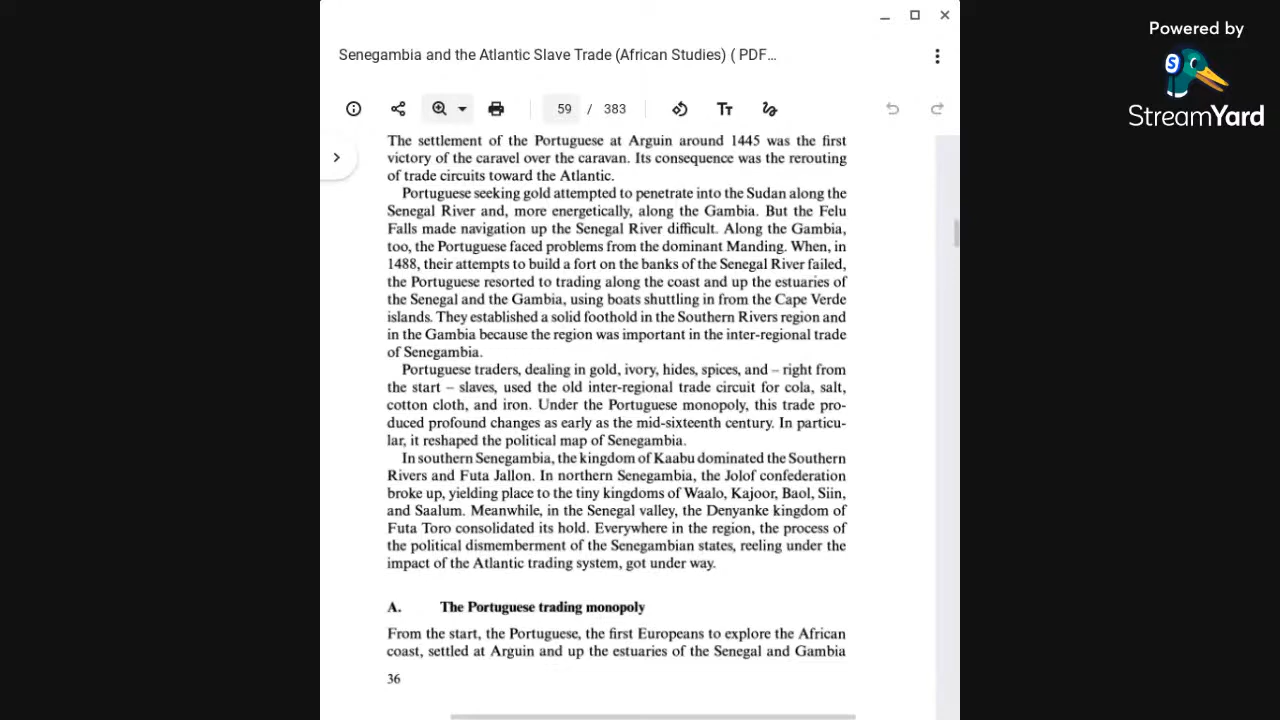 Powered by
StreamYard
Senegambia and the Atlantic Slave Trade (African Studies) ( PDF…
59 / 383
Tт
The settlement of the Portuguese at Arguin around 1445 was the first
victory of the caravel over the caravan. Its consequence was the rerouting
of trade circuits toward the Atlantic.
Portuguese seeking gold attempted to penetrate into the Sudan along the
Senegal River and, more energetically, along the Gambia. But the Felu
Falls made navigation up the Senegal River difficult. Along the Gambia,
too, the Portuguese faced problems from the dominant Manding. When, in
1488, their attempts to build a fort on the banks of the Senegal River failed,
the Portuguese resorted to trading along the coast and up the estuaries of
the Senegal and the Gambia, using boats shuttling in from the Cape Verde
islands. They established a solid foothold in the Southern Rivers region and
in the Gambia because the region was important in the inter-regional trade
of Senegambia.
Portuguese traders, dealing in gold, ivory, hides, spices, and – right from
the start – slaves, used the old inter-regional trade circuit for cola, salt,
cotton cloth, and iron. Under the Portuguese monopoly, this trade pro-
duced profound changes as early as the mid-sixteenth century. In particu-
lar, it reshaped the political map of Senegambia.
In southern Senegambia, the kingdom of Kaabu dominated the Southern
Rivers and Futa Jallon. In northern Senegambia, the Jolof confederation
broke up, yielding place to the tiny kingdoms of Waalo, Kajoor, Baol, Siin,
and Saalum. Meanwhile, in the Senegal valley, the Denyanke kingdom of
Futa Toro consolidated its hold. Everywhere in the region, the process of
the political dismemberment of the Senegambian states, reeling under the
impact of the Atlantic trading system, got under way.
A. The Portuguese trading monopoly
From the start, the Portuguese, the first Europeans to explore the African
coast, settled at Arguin and up the estuaries of the Senegal and Gambia
36